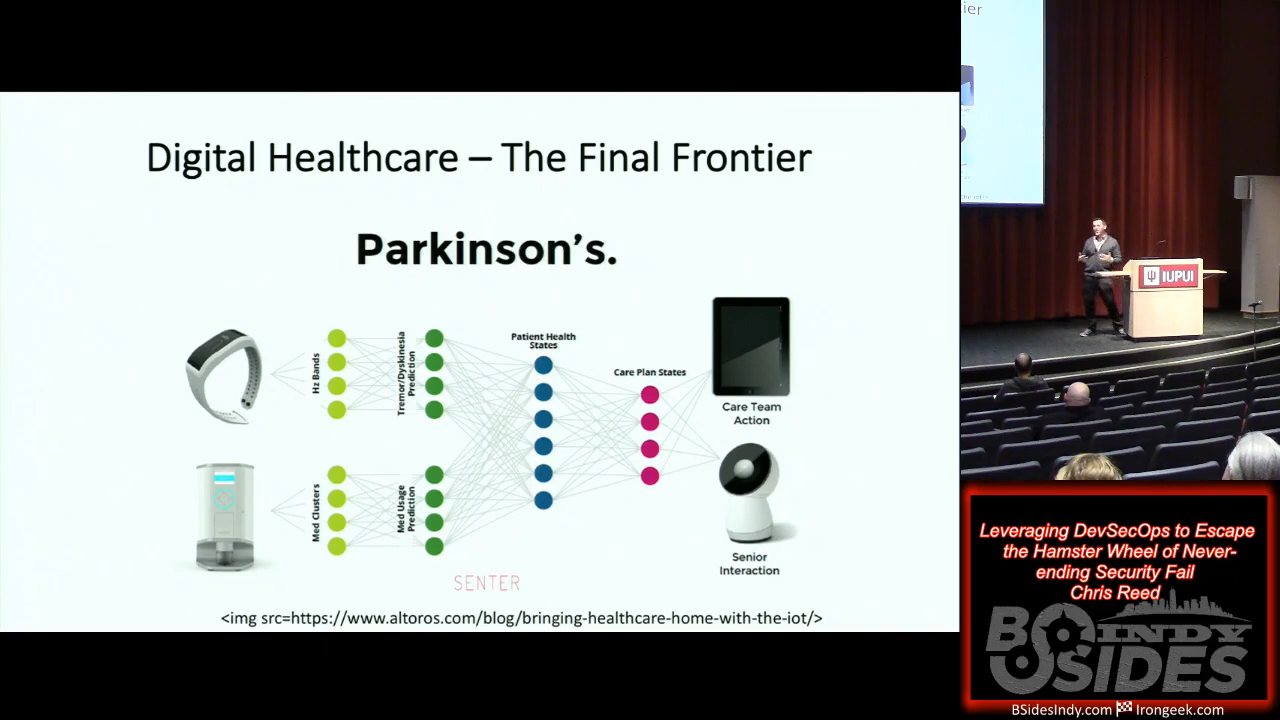 Digital Healthcare – The Final Frontier
Parkinson's.
Hz Bands
Tremor/Dyskinesia
Prediction
Patient Health
States
Care Plan States
Care Team
Action
Med Clusters
Med Usage
Prediction
Senior
Interaction
SENTER
<img src=https://www.altoros.com/blog/bringing-healthcare-home-with-the-iot/>
IUPUI
Leveraging DevSecOps to Escape
the Hamster Wheel of Never-
ending Security Fail
Chris Reed
BSIDES
INDY
BSidesIndy.com
Irongeek.com